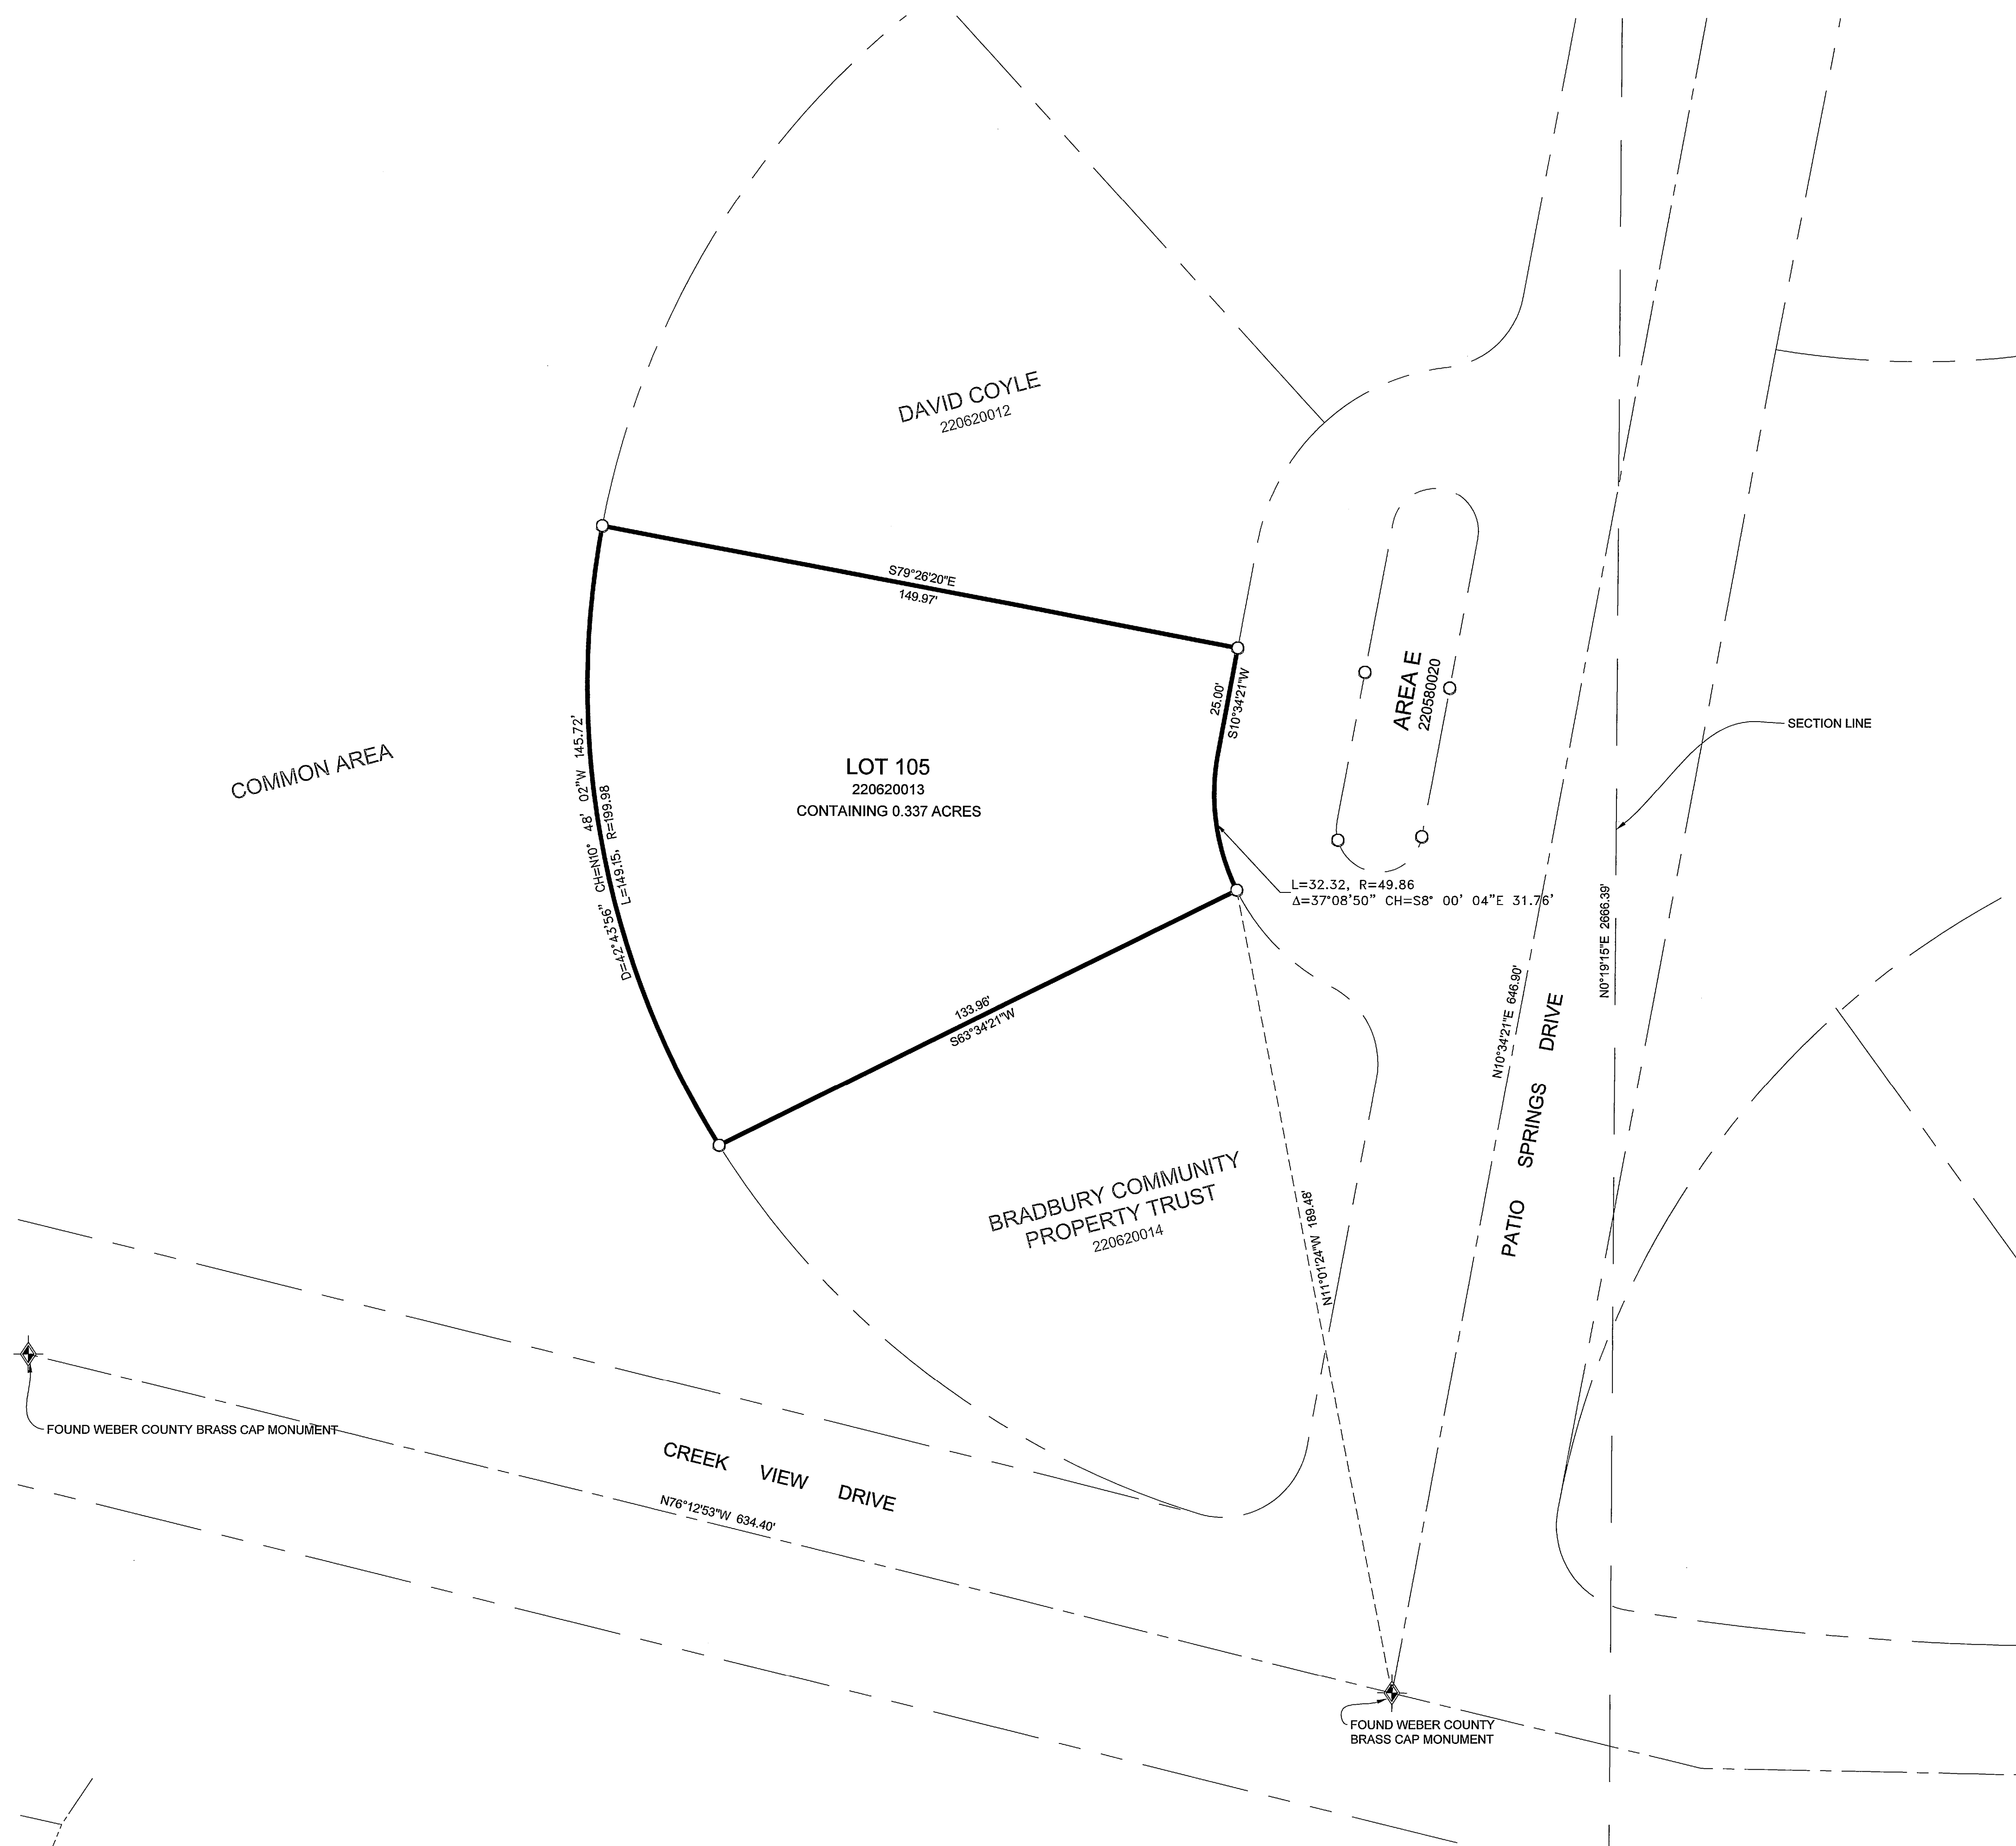 DAVID COYLE
220620012
S79°26'20"E
149.97'
25.00'
S10°34'21"W
AREA E
220580020
SECTION LINE
COMMON AREA
LOT 105
220620013
CONTAINING 0.337 ACRES
D=42°43'56" CH=N10° 48' 02"W 145.72'
L=149.15, R=199.98
L=32.32, R=49.86
Δ=37°08'50" CH=S8° 00' 04"E 31.76'
N0°19'15"E 2666.39'
N10°34'21"E 646.90'
PATIO SPRINGS DRIVE
133.96'
S63°34'21"W
BRADBURY COMMUNITY
PROPERTY TRUST
220620014
N11°01'24"W 189.48'
FOUND WEBER COUNTY BRASS CAP MONUMENT
CREEK VIEW DRIVE
N76°12'53"W 634.40'
FOUND WEBER COUNTY
BRASS CAP MONUMENT